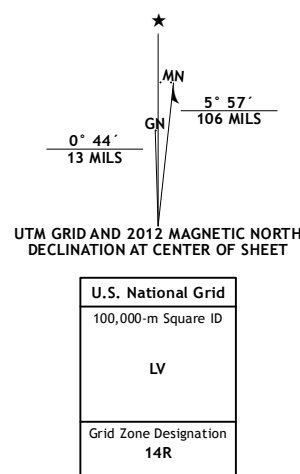 ★
MN
GN
5° 57´
106 MILS
0° 44´
13 MILS
UTM GRID AND 2012 MAGNETIC NORTH
DECLINATION AT CENTER OF SHEET
U.S. National Grid
100,000-m Square ID
LV
Grid Zone Designation
14R